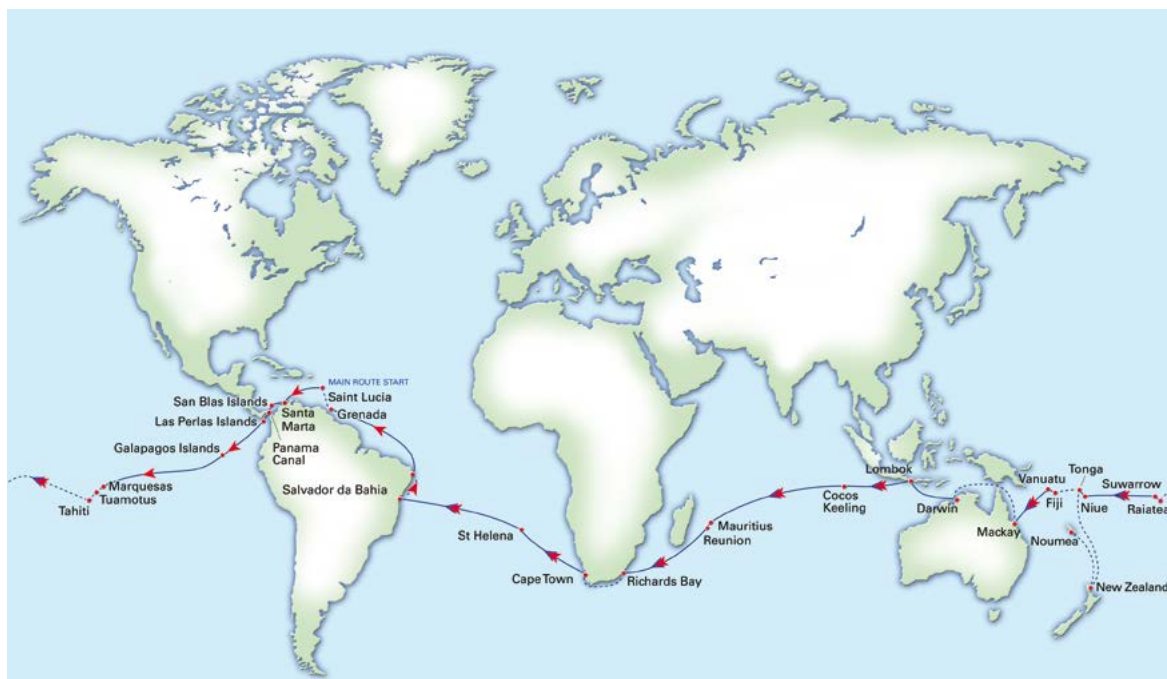 MAIN ROUTE START
Saint Lucia
San Blas Islands
Santa
Marta
Grenada
Las Perlas Islands
Panama
Canal
Galapagos Islands
Marquesas
Tuamotus
Tahiti
Salvador da Bahia
St Helena
Cape Town
Richards Bay
Mauritius
Reunion
Cocos
Keeling
Lombok
Darwin
Mackay
Vanuatu
Fiji
Tonga
Niue
Suwarrow
Raiatea
Noumea
New Zealand